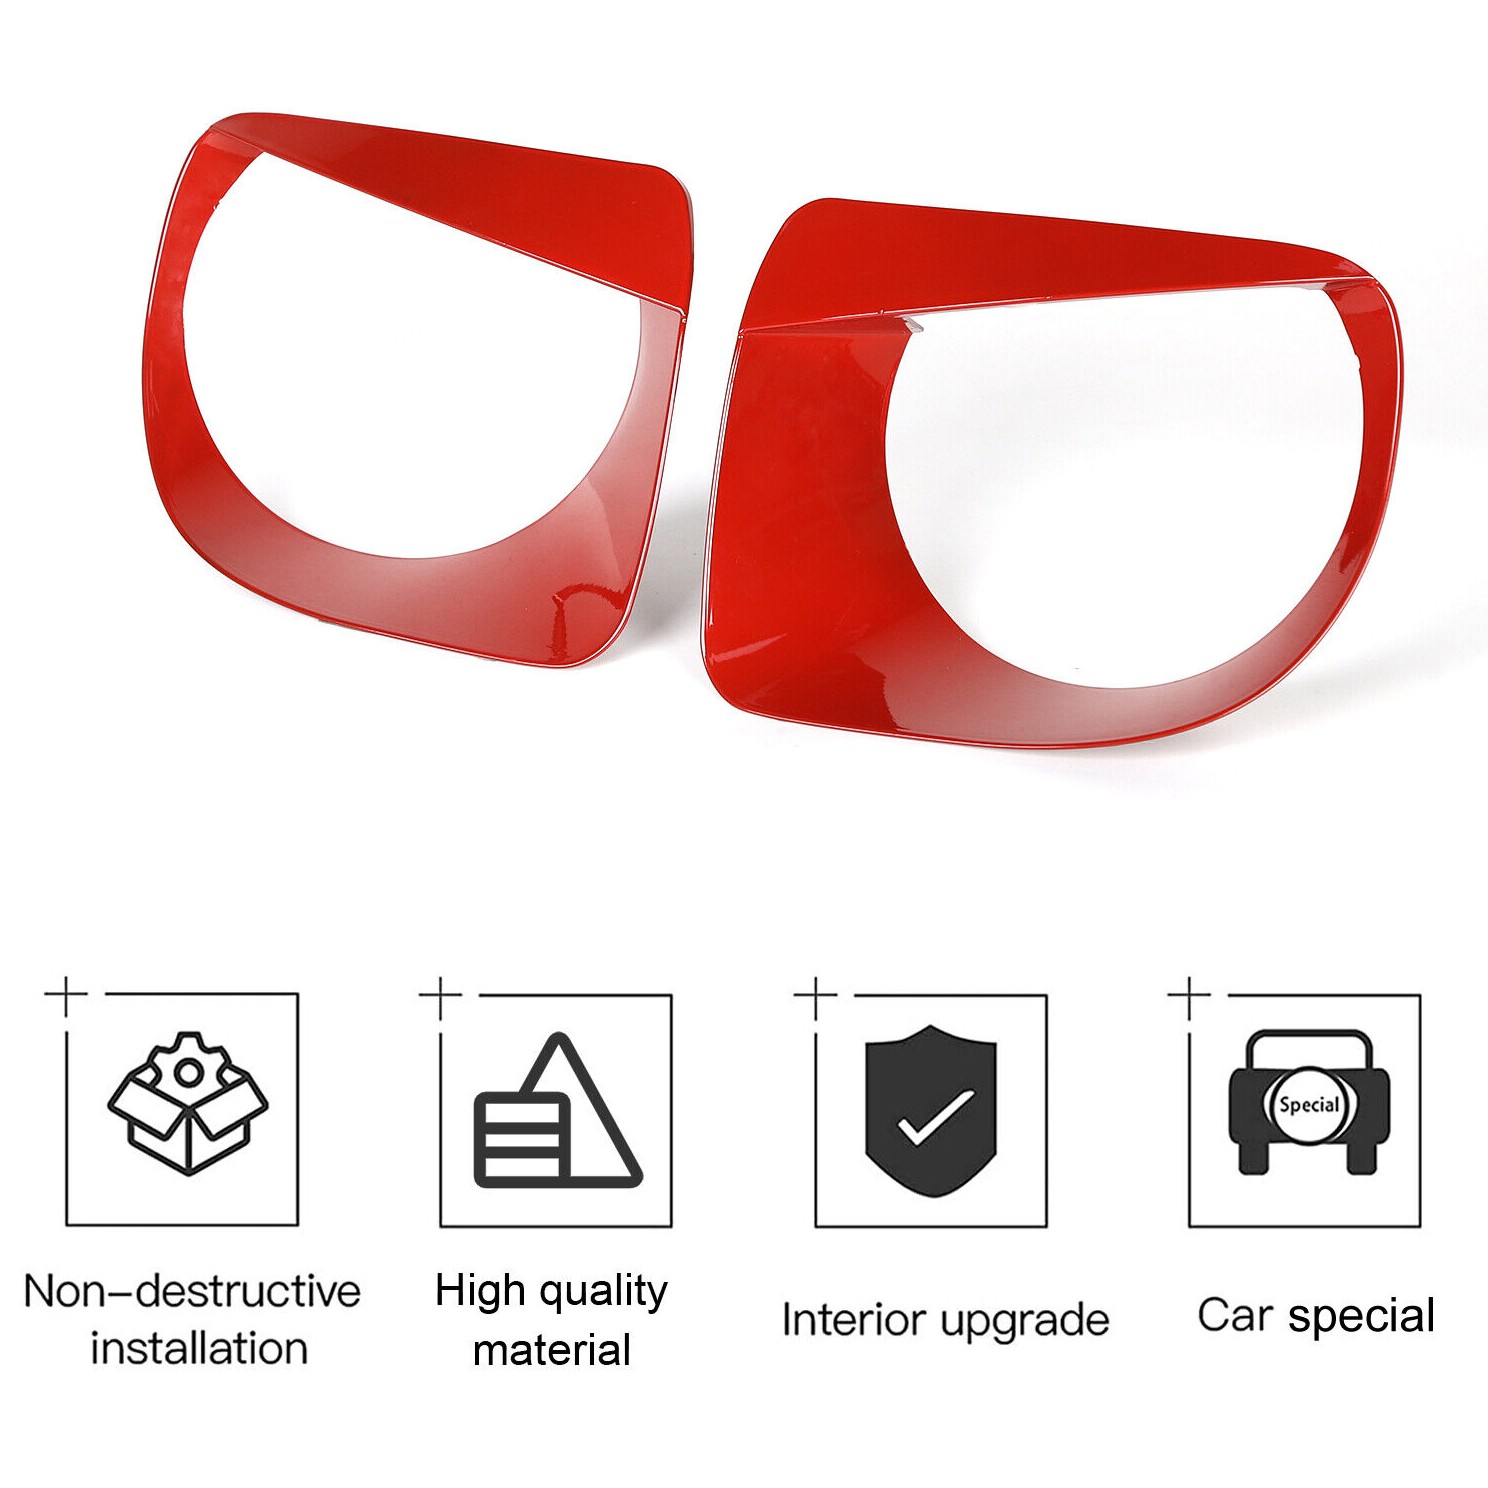 Special
Non-destructive
installation
High quality
material
Interior upgrade
Car special